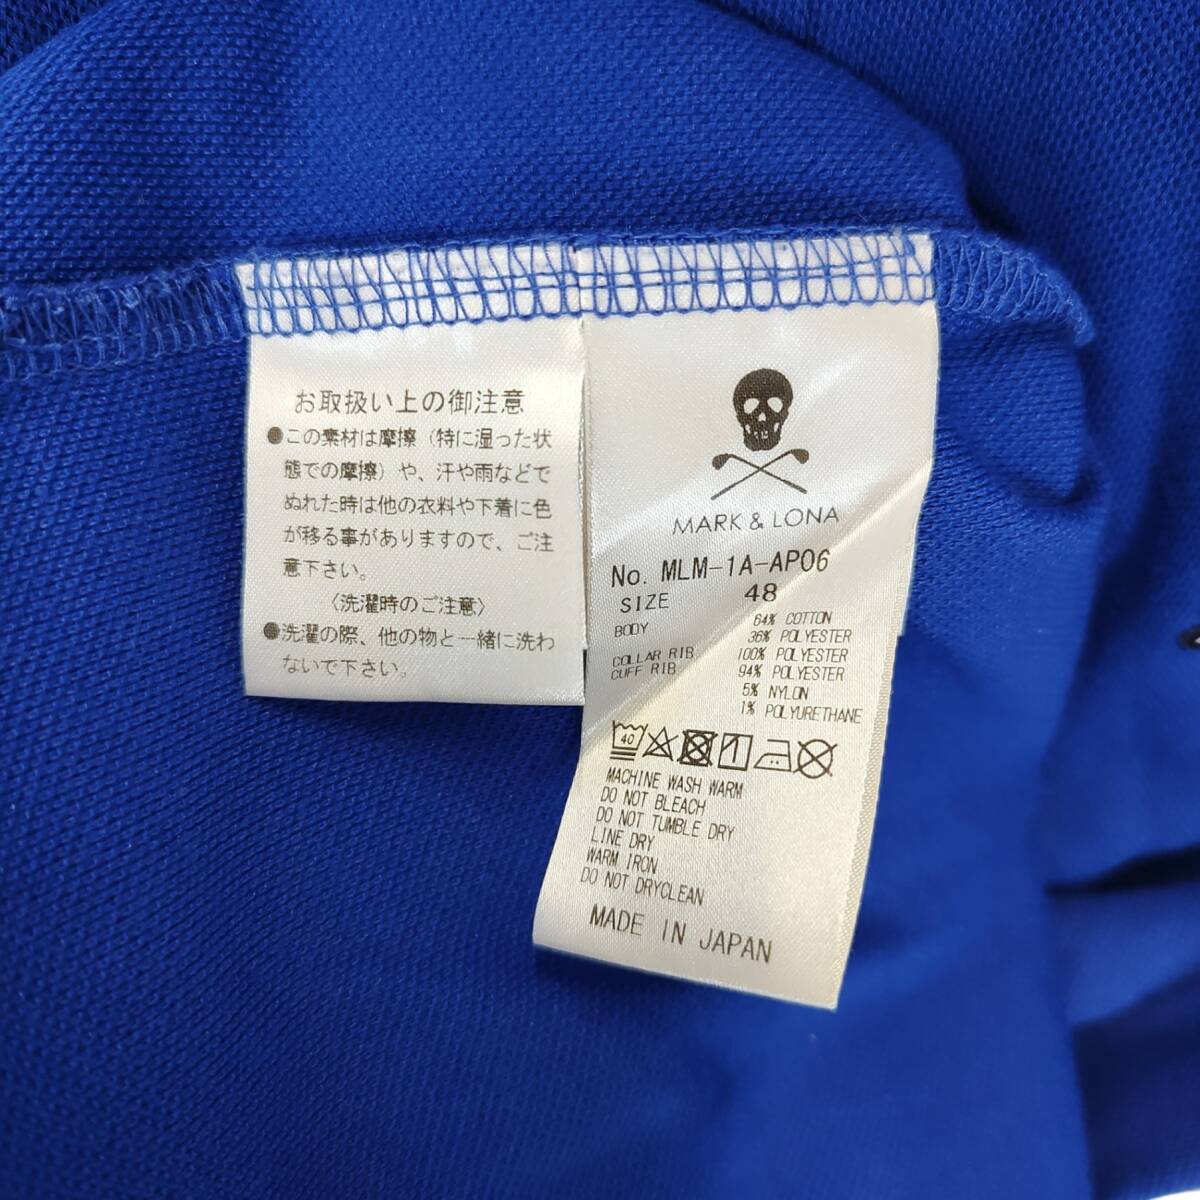 お取扱い上の御注意
●この素材は摩擦（特に湿った状
態での摩擦）や、汗や雨などで
ぬれた時は他の衣料や下着に色
が移る事がありますので、ご注
意下さい。
〈洗濯時のご注意〉
●洗濯の際、他の物と一緒に洗わ
ないで下さい。
MARK & LONA
No. MLM-1A-AP06
SIZE 48
BODY 64% COTTON
36% POLYESTER
COLLAR RIB 100% POLYESTER
CUFF RIB 94% POLYESTER
5% NYLON
1% POLYURETHANE
40
MACHINE WASH WARM
DO NOT BLEACH
DO NOT TUMBLE DRY
LINE DRY
WARM IRON
DO NOT DRYCLEAN
MADE IN JAPAN